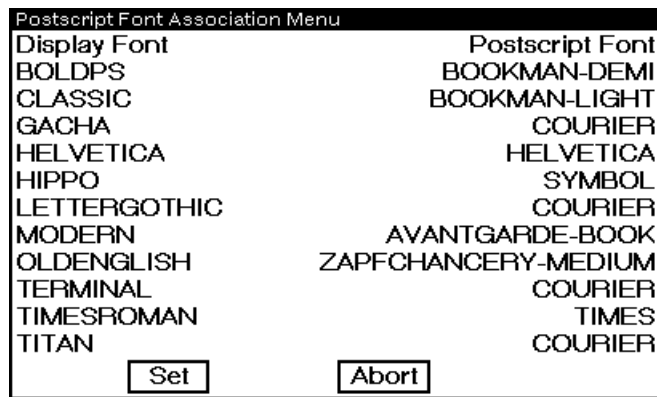 Postscript Font Association Menu
Display Font Postscript Font
BOLDPS BOOKMAN-DEMI
CLASSIC BOOKMAN-LIGHT
GACHA COURIER
HELVETICA HELVETICA
HIPPO SYMBOL
LETTERGOTHIC COURIER
MODERN AVANTGARDE-BOOK
OLDENGLISH ZAPFCHANCERY-MEDIUM
TERMINAL COURIER
TIMESROMAN TIMES
TITAN COURIER
Set Abort